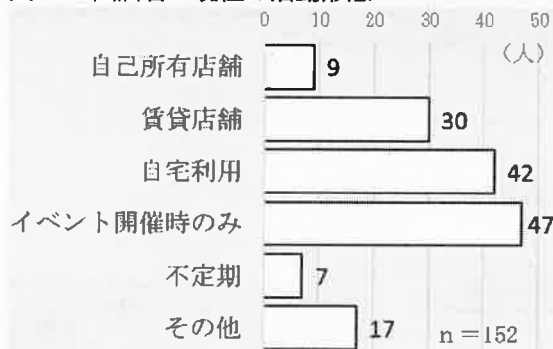 0 10 20 30 40 50
（人）
自己所有店舗 9
賃貸店舗 30
自宅利用 42
イベント開催時のみ 47
不定期 7
その他 17
n＝152